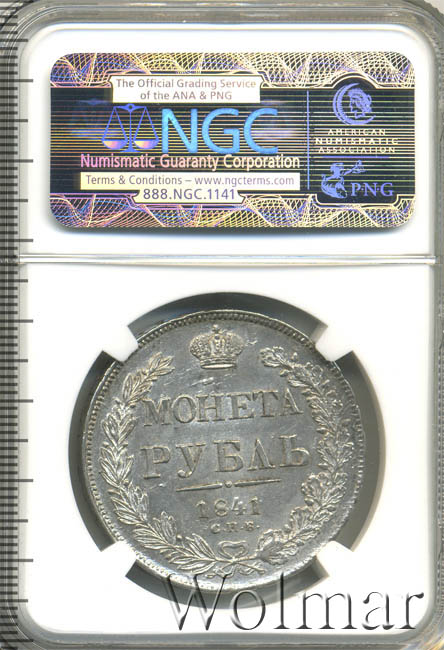 The Official Grading Service
of the ANA & PNG
NGC
Numismatic Guaranty Corporation
Terms & Conditions – www.ngcterms.com
888.NGC.1141
AMERICAN
NUMISMATIC
ASSOCIATION
PNG
МОНЕТА
РУБЛЬ
1841
С.П.Б.
Wolmar